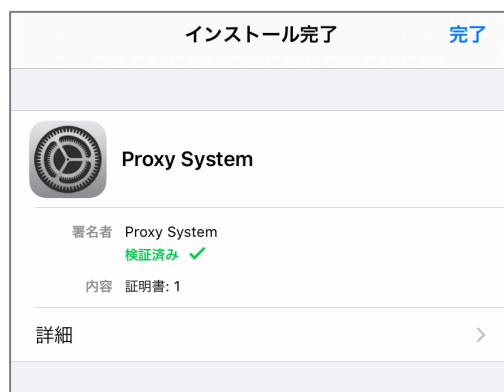 インストール完了 完了
Proxy System
署名者 Proxy System
検証済み ✓
内容 証明書: 1
詳細